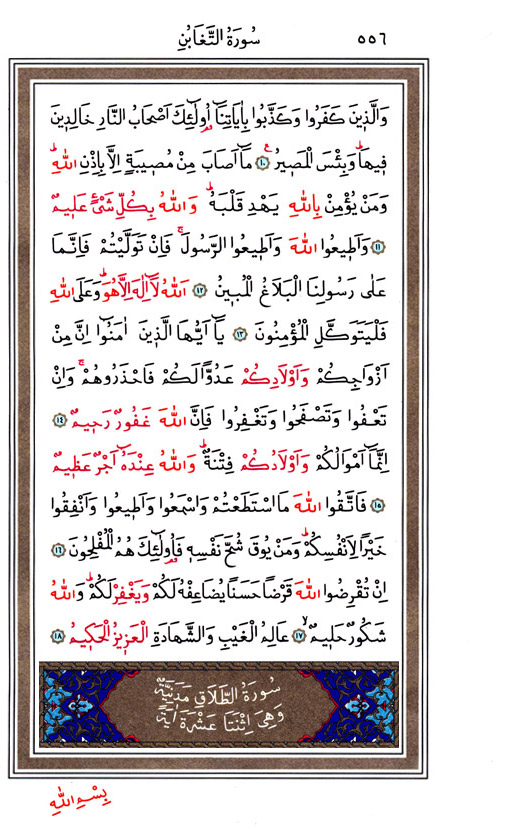 سُورَةُ التَّغَابُنِ ٥٥٦
وَالَّذِينَ كَفَرُوا وَكَذَّبُوا بِاٰيَاتِنَٓا اُو۬لٰٓئِكَ اَصْحَابُ النَّارِ خَالِدِينَ
فِيهَاۜ وَبِئْسَ الْمَصِيرُ۟ ﴿١٠﴾ مَٓا اَصَابَ مِنْ مُصِيبَةٍ اِلَّا بِاِذْنِ اللّٰهِۜ
وَمَنْ يُؤْمِنْ بِاللّٰهِ يَهْدِ قَلْبَهُۜ وَاللّٰهُ بِكُلِّ شَيْءٍ عَلِيمٌ
﴿١١﴾ وَاَطِيعُوا اللّٰهَ وَاَطِيعُوا الرَّسُولَۚ فَاِنْ تَوَلَّيْتُمْ فَاِنَّمَا
عَلٰى رَسُولِنَا الْبَلَاغُ الْمُبِينُ ﴿١٢﴾ اَللّٰهُ لَٓا اِلٰهَ اِلَّا هُوَۜ وَعَلَى اللّٰهِ
فَلْيَتَوَكَّلِ الْمُؤْمِنُونَ ﴿١٣﴾ يَٓا اَيُّهَا الَّذِينَ اٰمَنُٓوا اِنَّ مِنْ
اَزْوَاجِكُمْ وَاَوْلَادِكُمْ عَدُوًّا لَكُمْ فَاحْذَرُوهُمْۚ وَاِنْ
تَعْفُوا وَتَصْفَحُوا وَتَغْفِرُوا فَاِنَّ اللّٰهَ غَفُورٌ رَحِيمٌ ﴿١٤﴾
اِنَّمَٓا اَمْوَالُكُمْ وَاَوْلَادُكُمْ فِتْنَةٌۜ وَاللّٰهُ عِنْدَهُٓ اَجْرٌ عَظِيمٌ
﴿١٥﴾ فَاتَّقُوا اللّٰهَ مَا اسْتَطَعْتُمْ وَاسْمَعُوا وَاَطِيعُوا وَاَنْفِقُوا
خَيْرًا لِاَنْفُسِكُمْۜ وَمَنْ يُوقَ شُحَّ نَفْسِهِ فَاُو۬لٰٓئِكَ هُمُ الْمُفْلِحُونَ ﴿١٦﴾
اِنْ تُقْرِضُوا اللّٰهَ قَرْضًا حَسَنًا يُضَاعِفْهُ لَكُمْ وَيَغْفِرْ لَكُمْۜ وَاللّٰهُ
شَكُورٌ حَلِيمٌۙ ﴿١٧﴾ عَالِمُ الْغَيْبِ وَالشَّهَادَةِ الْعَزِيزُ الْحَكِيمُ ﴿١٨﴾
سُورَةُ الطَّلَاقِ مَدَنِيَّةٌ
وَهِيَ اِثْنَتَا عَشْرَةَ اٰيَةً
بِسْمِ اللّٰهِ